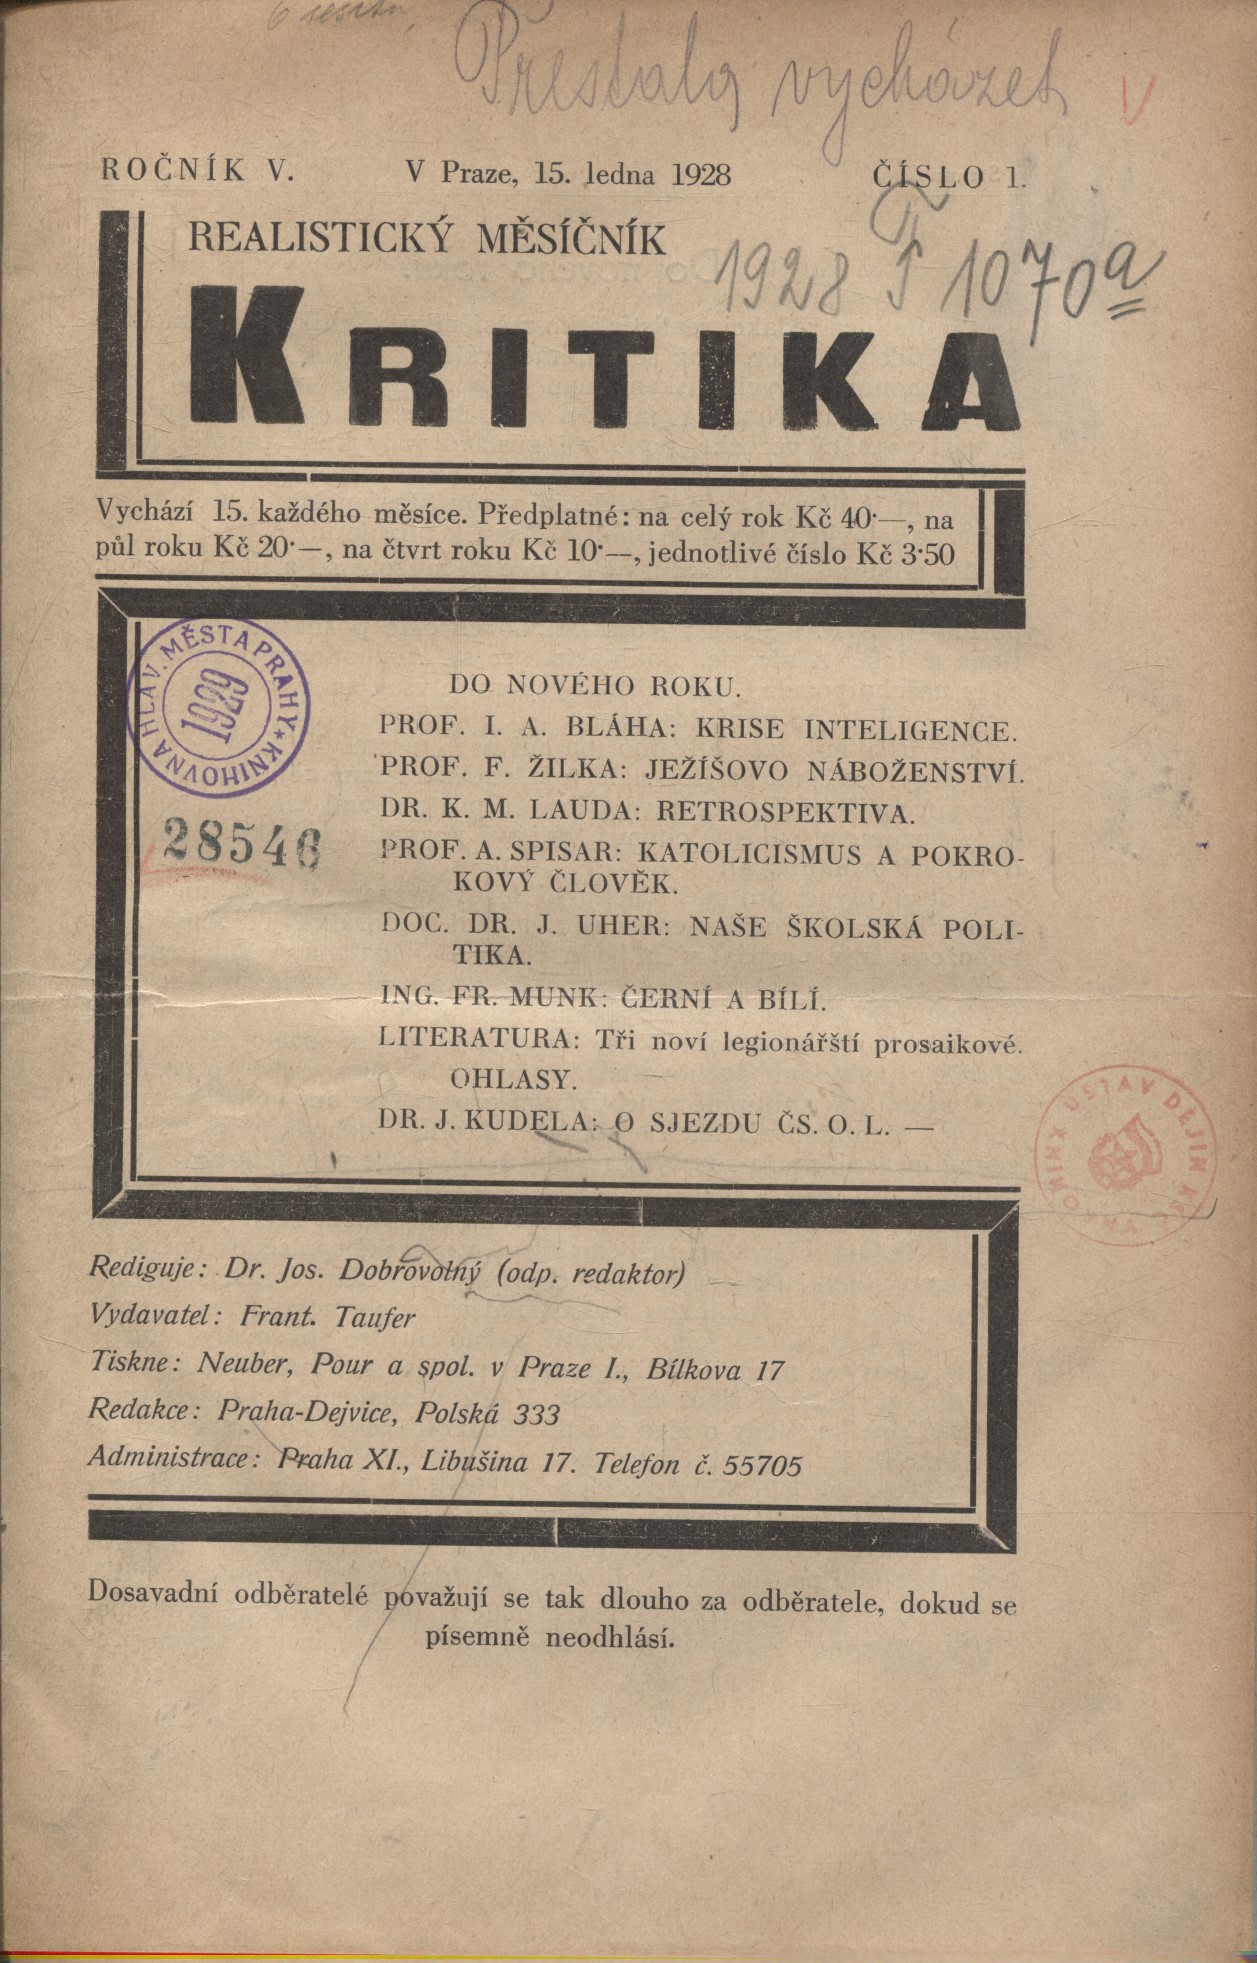 6 sešitů,
Přestaly vycházet
V
ROČNÍK V. V Praze, 15. ledna 1928 ČÍSLO 1.
REALISTICKÝ MĚSÍČNÍK
1928 1070a
KRITIKA
Vychází 15. každého měsíce. Předplatné: na celý rok Kč 40·—, na
půl roku Kč 20·—, na čtvrt roku Kč 10·—, jednotlivé číslo Kč 3·50
KNIHOVNA HLAV. MĚSTA PRAHY *
1929
28546
DO NOVÉHO ROKU.
PROF. I. A. BLÁHA: KRISE INTELIGENCE.
PROF. F. ŽILKA: JEŽÍŠOVO NÁBOŽENSTVÍ.
DR. K. M. LAUDA: RETROSPEKTIVA.
PROF. A. SPISAR: KATOLICISMUS A POKRO-
KOVÝ ČLOVĚK.
DOC. DR. J. UHER: NAŠE ŠKOLSKÁ POLI-
TIKA.
ING. FR. MUNK: ČERNÍ A BÍLÍ.
LITERATURA: Tři noví legionářští prosaikové.
OHLASY.
DR. J. KUDELA: O SJEZDU ČS. O. L. —
ÚSTAV DĚJIN KSČ
Rediguje: Dr. Jos. Dobrovolný (odp. redaktor)
Vydavatel: Frant. Taufer
Tiskne: Neuber, Pour a spol. v Praze I., Bílkova 17
Redakce: Praha-Dejvice, Polská 333
Administrace: Praha XI., Libušina 17. Telefon č. 55705
Dosavadní odběratelé považují se tak dlouho za odběratele, dokud se
písemně neodhlásí.